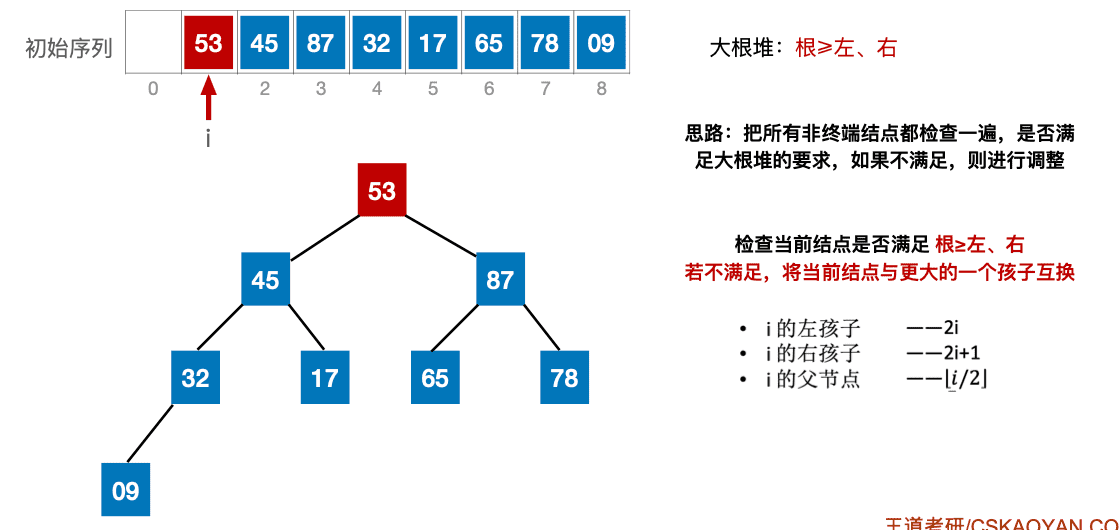 初始序列 53 45 87 32 17 65 78 09
0 2 3 4 5 6 7 8
i
大根堆：根≥左、右
思路：把所有非终端结点都检查一遍，是否满
足大根堆的要求，如果不满足，则进行调整
53
检查当前结点是否满足 根≥左、右
若不满足，将当前结点与更大的一个孩子互换
45 87
• i 的左孩子 ——2i
• i 的右孩子 ——2i+1
• i 的父节点 ——⌊i/2⌋
32 17 65 78
09
王道考研/CSKAOYAN.CO